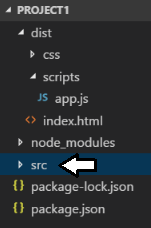 PROJECT1
dist
css
scripts
JS app.js
<> index.html
node_modules
src
{} package-lock.json
{} package.json